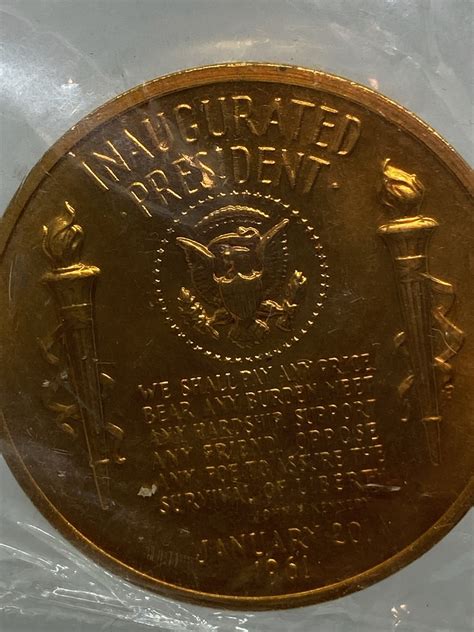 INAUGURATED
· PRESIDENT ·
WE SHALL PAY ANY PRICE
BEAR ANY BURDEN MEET
ANY HARDSHIP SUPPORT
ANY FRIEND, OPPOSE
ANY FOE TO ASSURE THE
SURVIVAL OF LIBERTY
JOHN F. KENNEDY
JANUARY 20,
1961